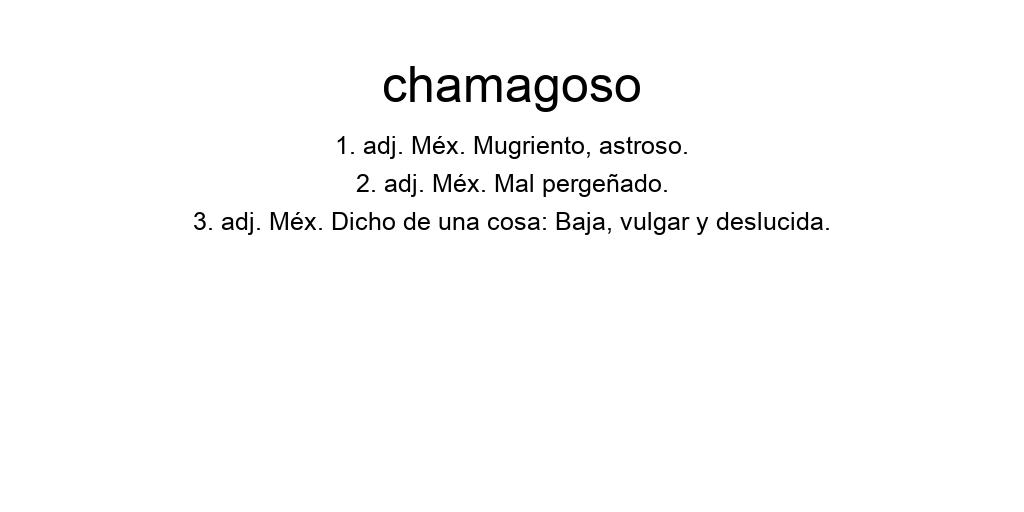 chamagoso
1. adj. Méx. Mugriento, astroso.
2. adj. Méx. Mal pergeñado.
3. adj. Méx. Dicho de una cosa: Baja, vulgar y deslucida.